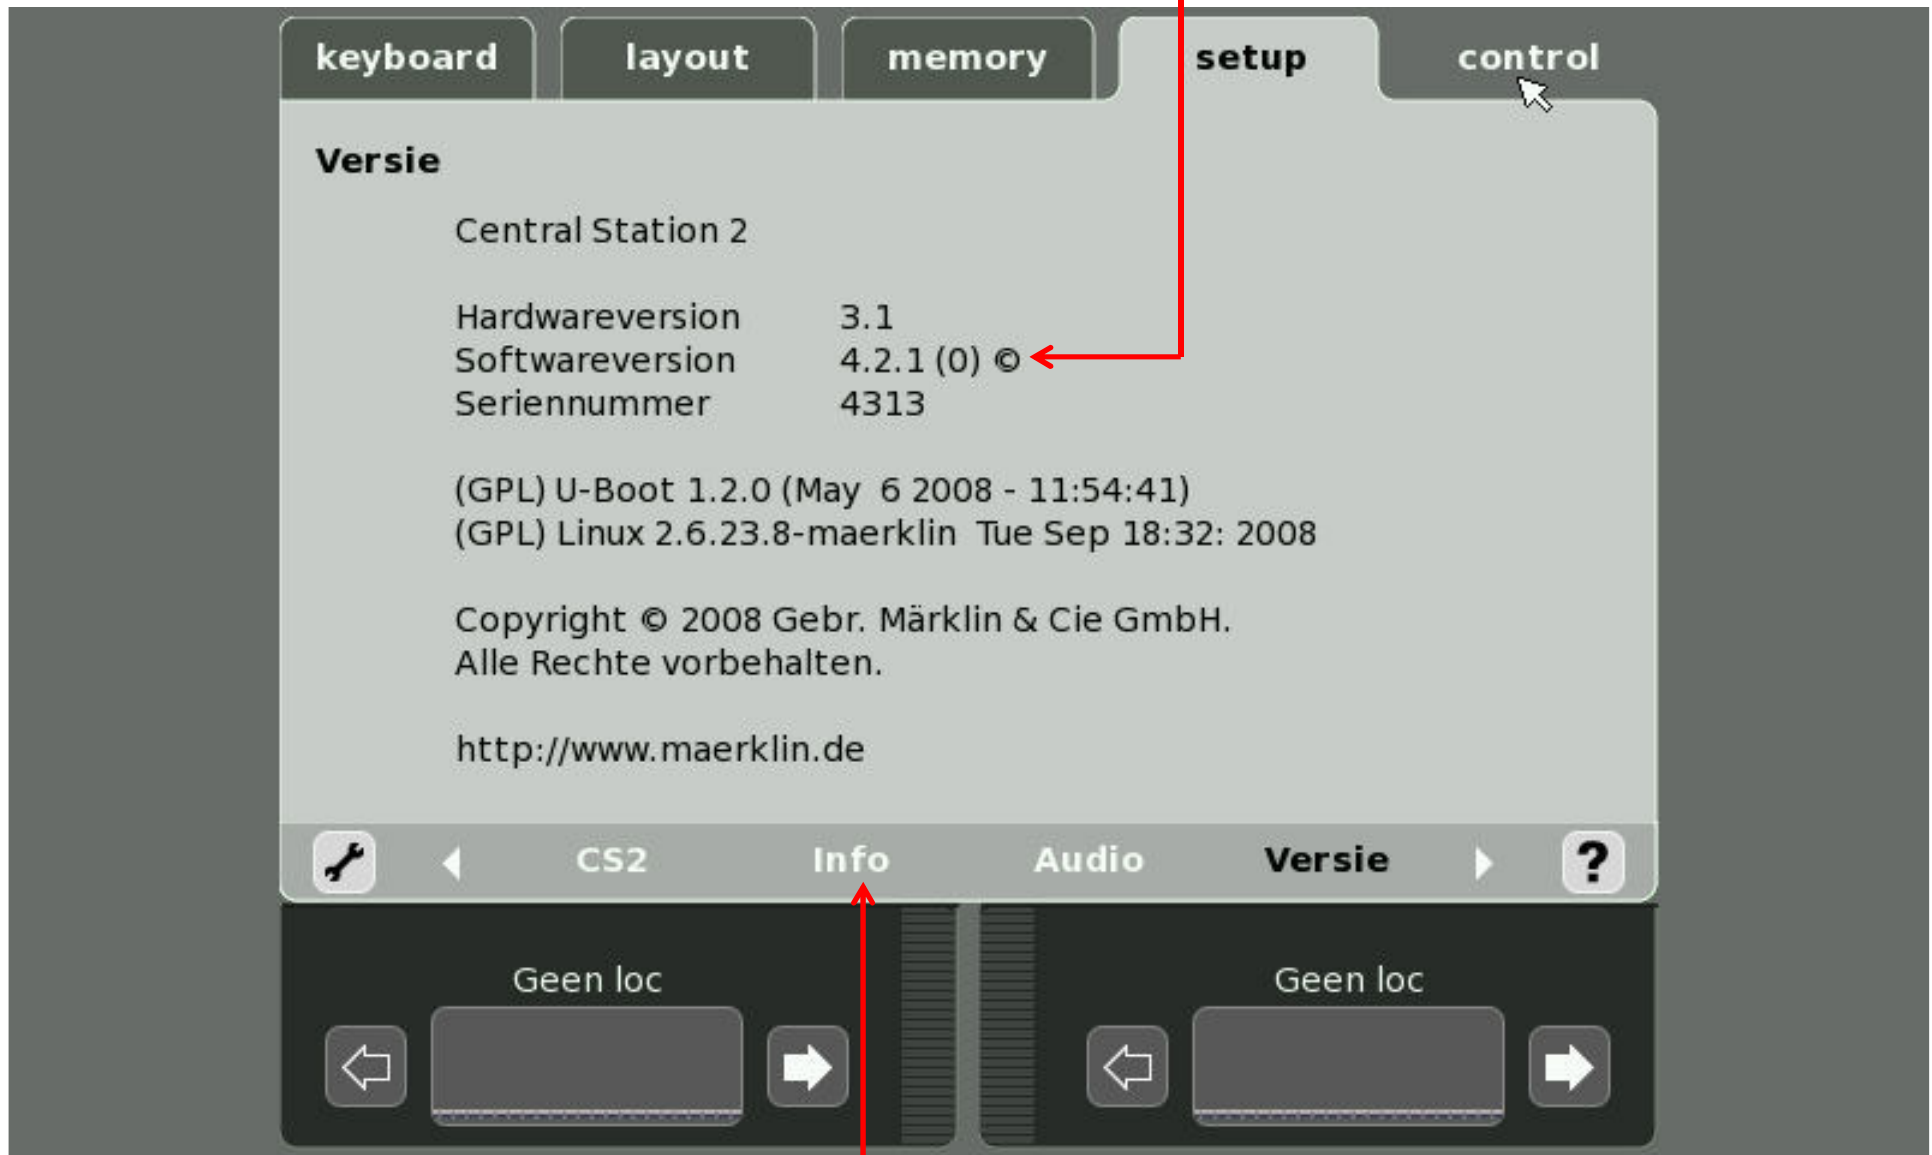 keyboard layout memory setup control
Versie
Central Station 2
Hardwareversion 3.1
Softwareversion 4.2.1 (0) ©
Seriennummer 4313
(GPL) U-Boot 1.2.0 (May  6 2008 - 11:54:41)
(GPL) Linux 2.6.23.8-maerklin  Tue Sep 18:32: 2008
Copyright © 2008 Gebr. Märklin & Cie GmbH.
Alle Rechte vorbehalten.
http://www.maerklin.de
CS2 Info Audio Versie ?
Geen loc Geen loc